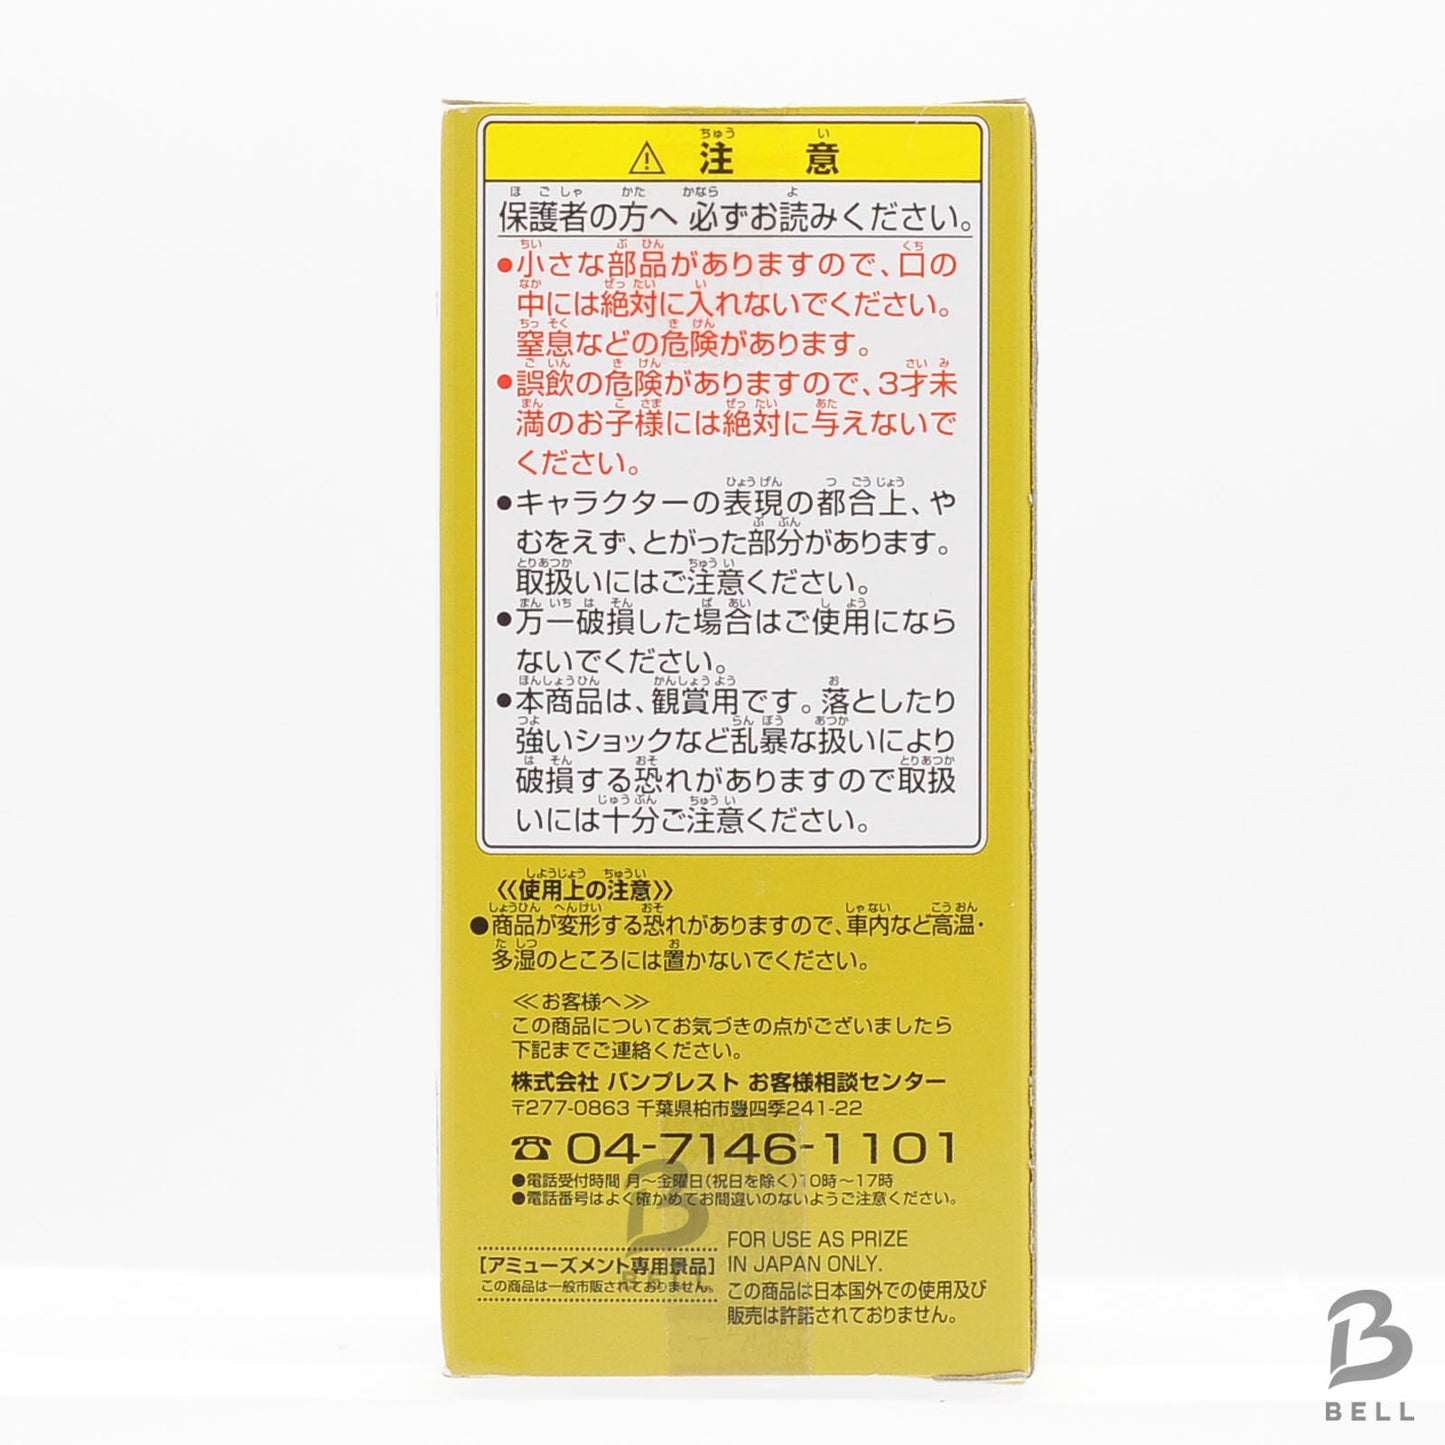 ⚠ 注意
保護者の方へ 必ずお読みください。
●小さな部品がありますので、口の
中には絶対に入れないでください。
窒息などの危険があります。
●誤飲の危険がありますので、3才未
満のお子様には絶対に与えないで
ください。
●キャラクターの表現の都合上、や
むをえず、とがった部分があります。
取扱いにはご注意ください。
●万一破損した場合はご使用になら
ないでください。
●本商品は、観賞用です。落としたり
強いショックなど乱暴な扱いにより
破損する恐れがありますので取扱
いには十分ご注意ください。
《使用上の注意》
●商品が変形する恐れがありますので、車内など高温・
多湿のところには置かないでください。
≪お客様へ≫
この商品についてお気づきの点がございましたら
下記までご連絡ください。
株式会社 バンプレスト お客様相談センター
〒277-0863 千葉県柏市豊四季241-22
☎ 04-7146-1101
●電話受付時間 月〜金曜日(祝日を除く)10時〜17時
●電話番号はよく確かめてお間違いのないようご注意ください。
[アミューズメント専用景品]
この商品は一般市販されておりません。
FOR USE AS PRIZE
IN JAPAN ONLY.
この商品は日本国外での使用及び
販売は許諾されておりません。
BELL
BELL